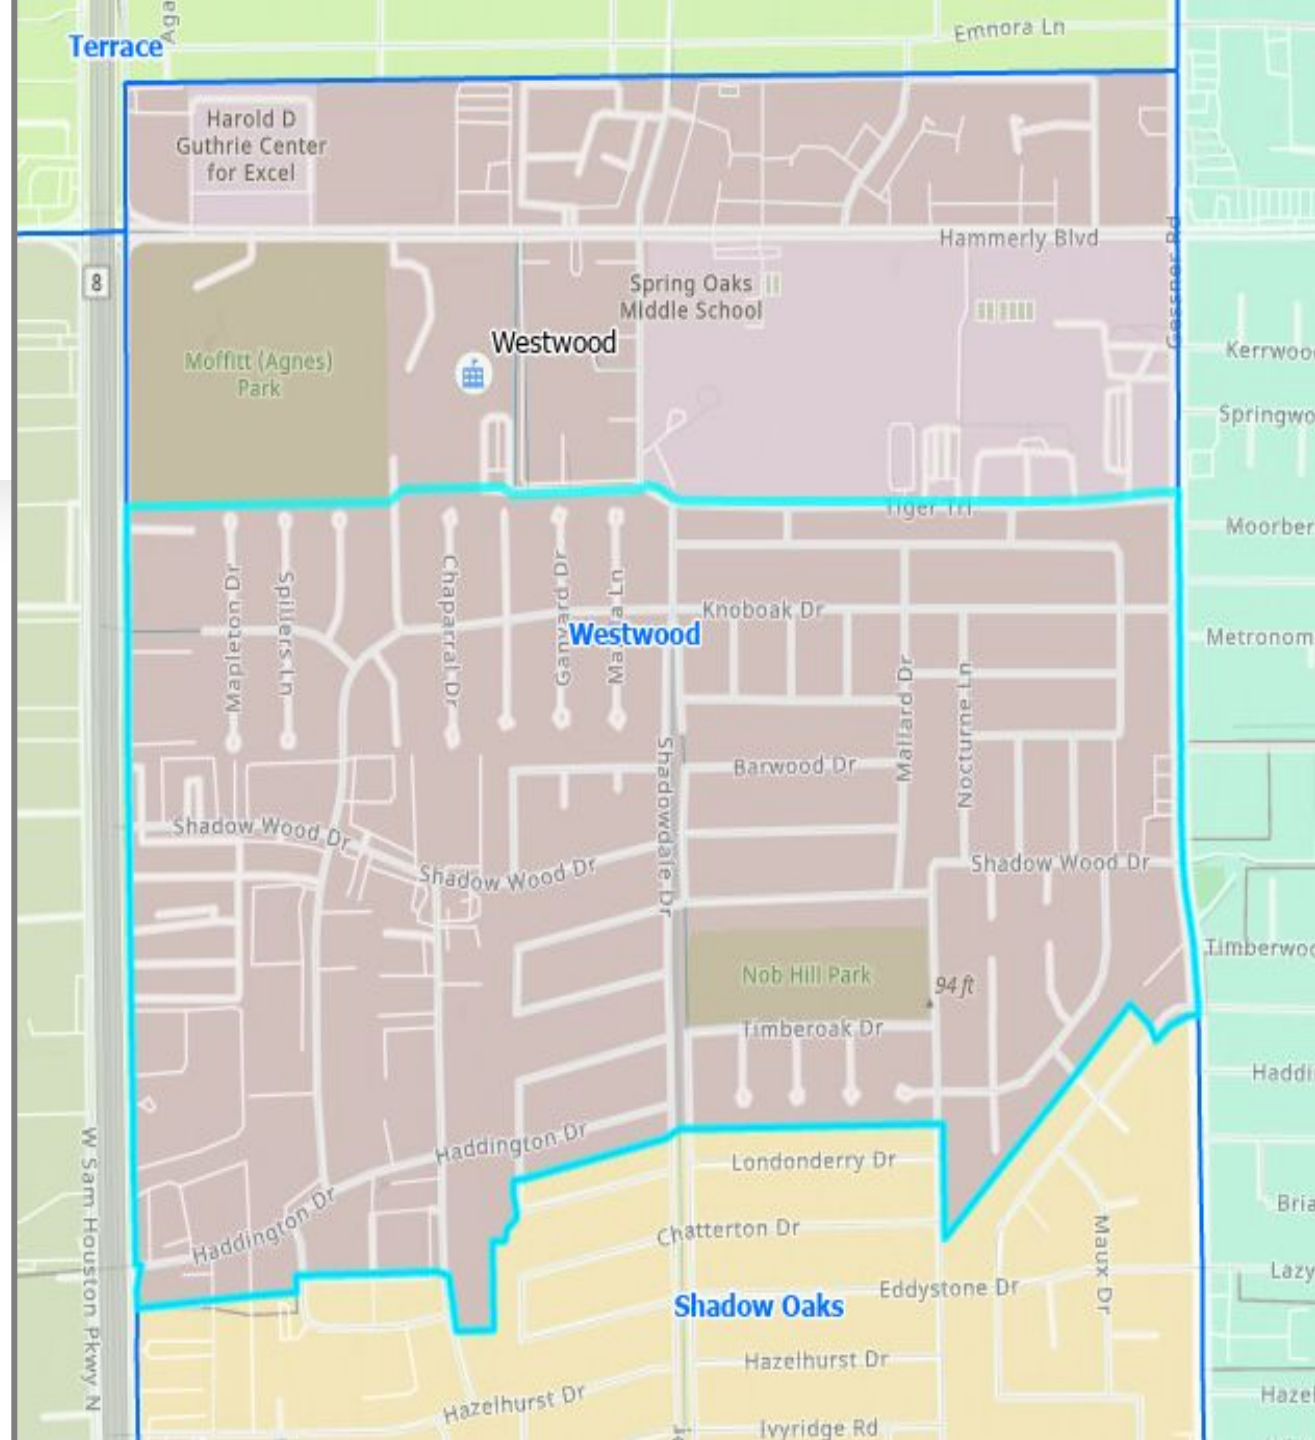 Emnora Ln
Terrace
Aga
Harold D
Guthrie Center
for Excel
Hammerly Blvd
Gessner Rd
8
Spring Oaks
Middle School
Westwood
Moffitt (Agnes)
Park
Kerrwoo
Springwo
Tiger Trl
Moorber
Mapleton Dr
Spillers Ln
Chaparral Dr
Ganyard Dr
Knoboak Dr
Westwood
Metronom
Mallard Dr
Nocturne Ln
Shadowdale Dr
Barwood Dr
Shadow Wood Dr
Shadow Wood Dr
Shadow Wood Dr
Timberwoo
Nob Hill Park
94 ft
Timberoak Dr
Haddi
W Sam Houston Pkwy N
Haddington Dr
Londonderry Dr
Haddington Dr
Bria
Chatterton Dr
Maux Dr
Lazy
Eddystone Dr
Shadow Oaks
Hazelhurst Dr
Hazelhurst Dr
Hazel
Ivyridge Rd